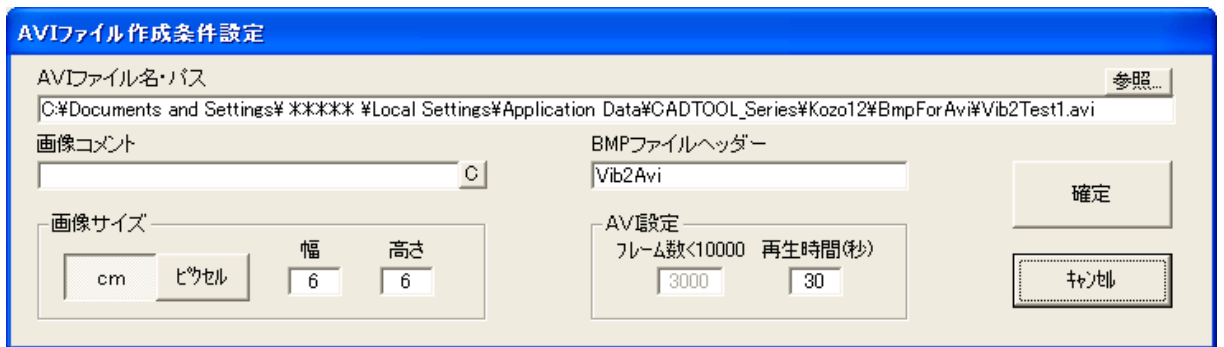 AVIファイル作成条件設定
AVIファイル名・パス
参照...
C:¥Documents and Settings¥ ***** ¥Local Settings¥Application Data¥CADTOOL_Series¥Kozo12¥BmpForAvi¥Vib2Test1.avi
画像コメント
C
BMPファイルヘッダー
Vib2Avi
確定
画像サイズ
cm
ピクセル
幅
6
高さ
6
AVI設定
フレーム数<10000
3000
再生時間(秒)
30
キャンセル